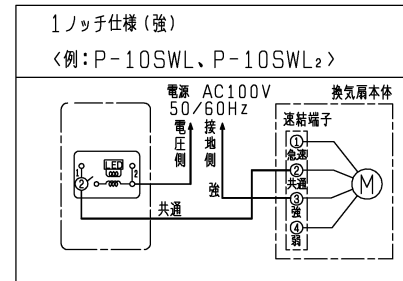 1ノッチ仕様(強)
〈例:P-10SWL、P-10SWL₂〉
電源 AC100V
50/60Hz
電圧側
接地側
強
共通
LED
1
2
②
換気扇本体
速結端子
①
急速
②
共通
③
強
④
弱
M